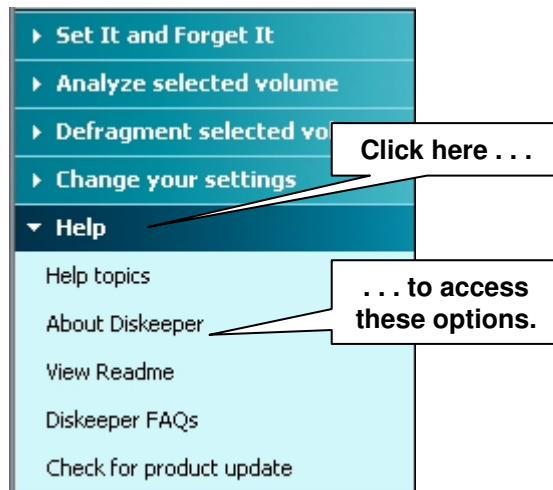 Set It and Forget It
Analyze selected volume
Defragment selected vo
Click here . . .
Change your settings
Help
Help topics
. . . to access
these options.
About Diskeeper
View Readme
Diskeeper FAQs
Check for product update